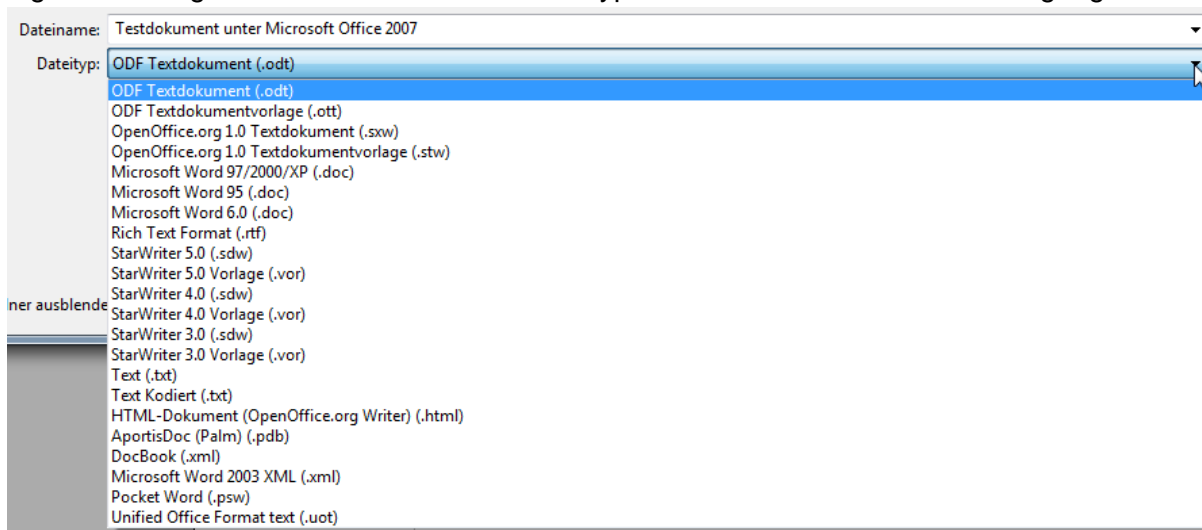 Dateiname: Testdokument unter Microsoft Office 2007
Dateityp: ODF Textdokument (.odt)
ODF Textdokument (.odt)
ODF Textdokumentvorlage (.ott)
OpenOffice.org 1.0 Textdokument (.sxw)
OpenOffice.org 1.0 Textdokumentvorlage (.stw)
Microsoft Word 97/2000/XP (.doc)
Microsoft Word 95 (.doc)
Microsoft Word 6.0 (.doc)
Rich Text Format (.rtf)
StarWriter 5.0 (.sdw)
StarWriter 5.0 Vorlage (.vor)
StarWriter 4.0 (.sdw)
iner ausblende
StarWriter 4.0 Vorlage (.vor)
StarWriter 3.0 (.sdw)
StarWriter 3.0 Vorlage (.vor)
Text (.txt)
Text Kodiert (.txt)
HTML-Dokument (OpenOffice.org Writer) (.html)
AportisDoc (Palm) (.pdb)
DocBook (.xml)
Microsoft Word 2003 XML (.xml)
Pocket Word (.psw)
Unified Office Format text (.uot)